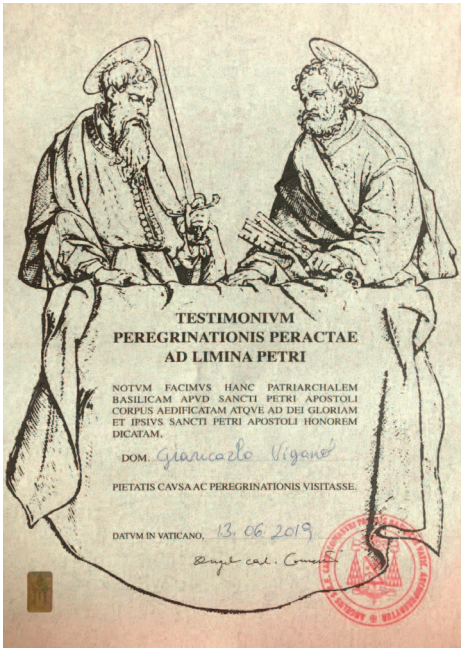 TESTIMONIVM
PEREGRINATIONIS PERACTAE
AD LIMINA PETRI
NOTVM FACIMVS HANC PATRIARCHALEM
BASILICAM APVD SANCTI PETRI APOSTOLI
CORPUS AEDIFICATAM ATQVE AD DEI GLORIAM
ET IPSIVS SANCTI PETRI APOSTOLI HONOREM
DICATAM,
DOM. Giancarlo Viganò
PIETATIS CAVSA AC PEREGRINATIONIS VISITASSE.
DATVM IN VATICANO, 13.06.2019